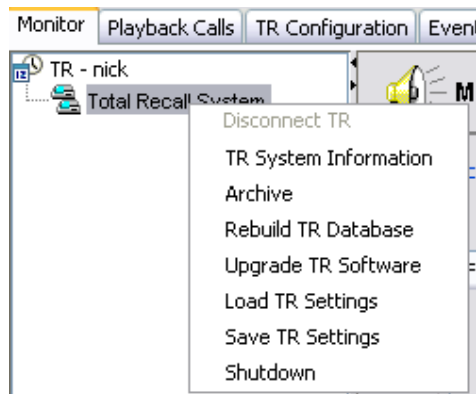 Monitor Playback Calls TR Configuration
12 TR - nick
Total Recall System
M
Disconnect TR
TR System Information
Archive
Rebuild TR Database
Upgrade TR Software
Load TR Settings
Save TR Settings
Shutdown